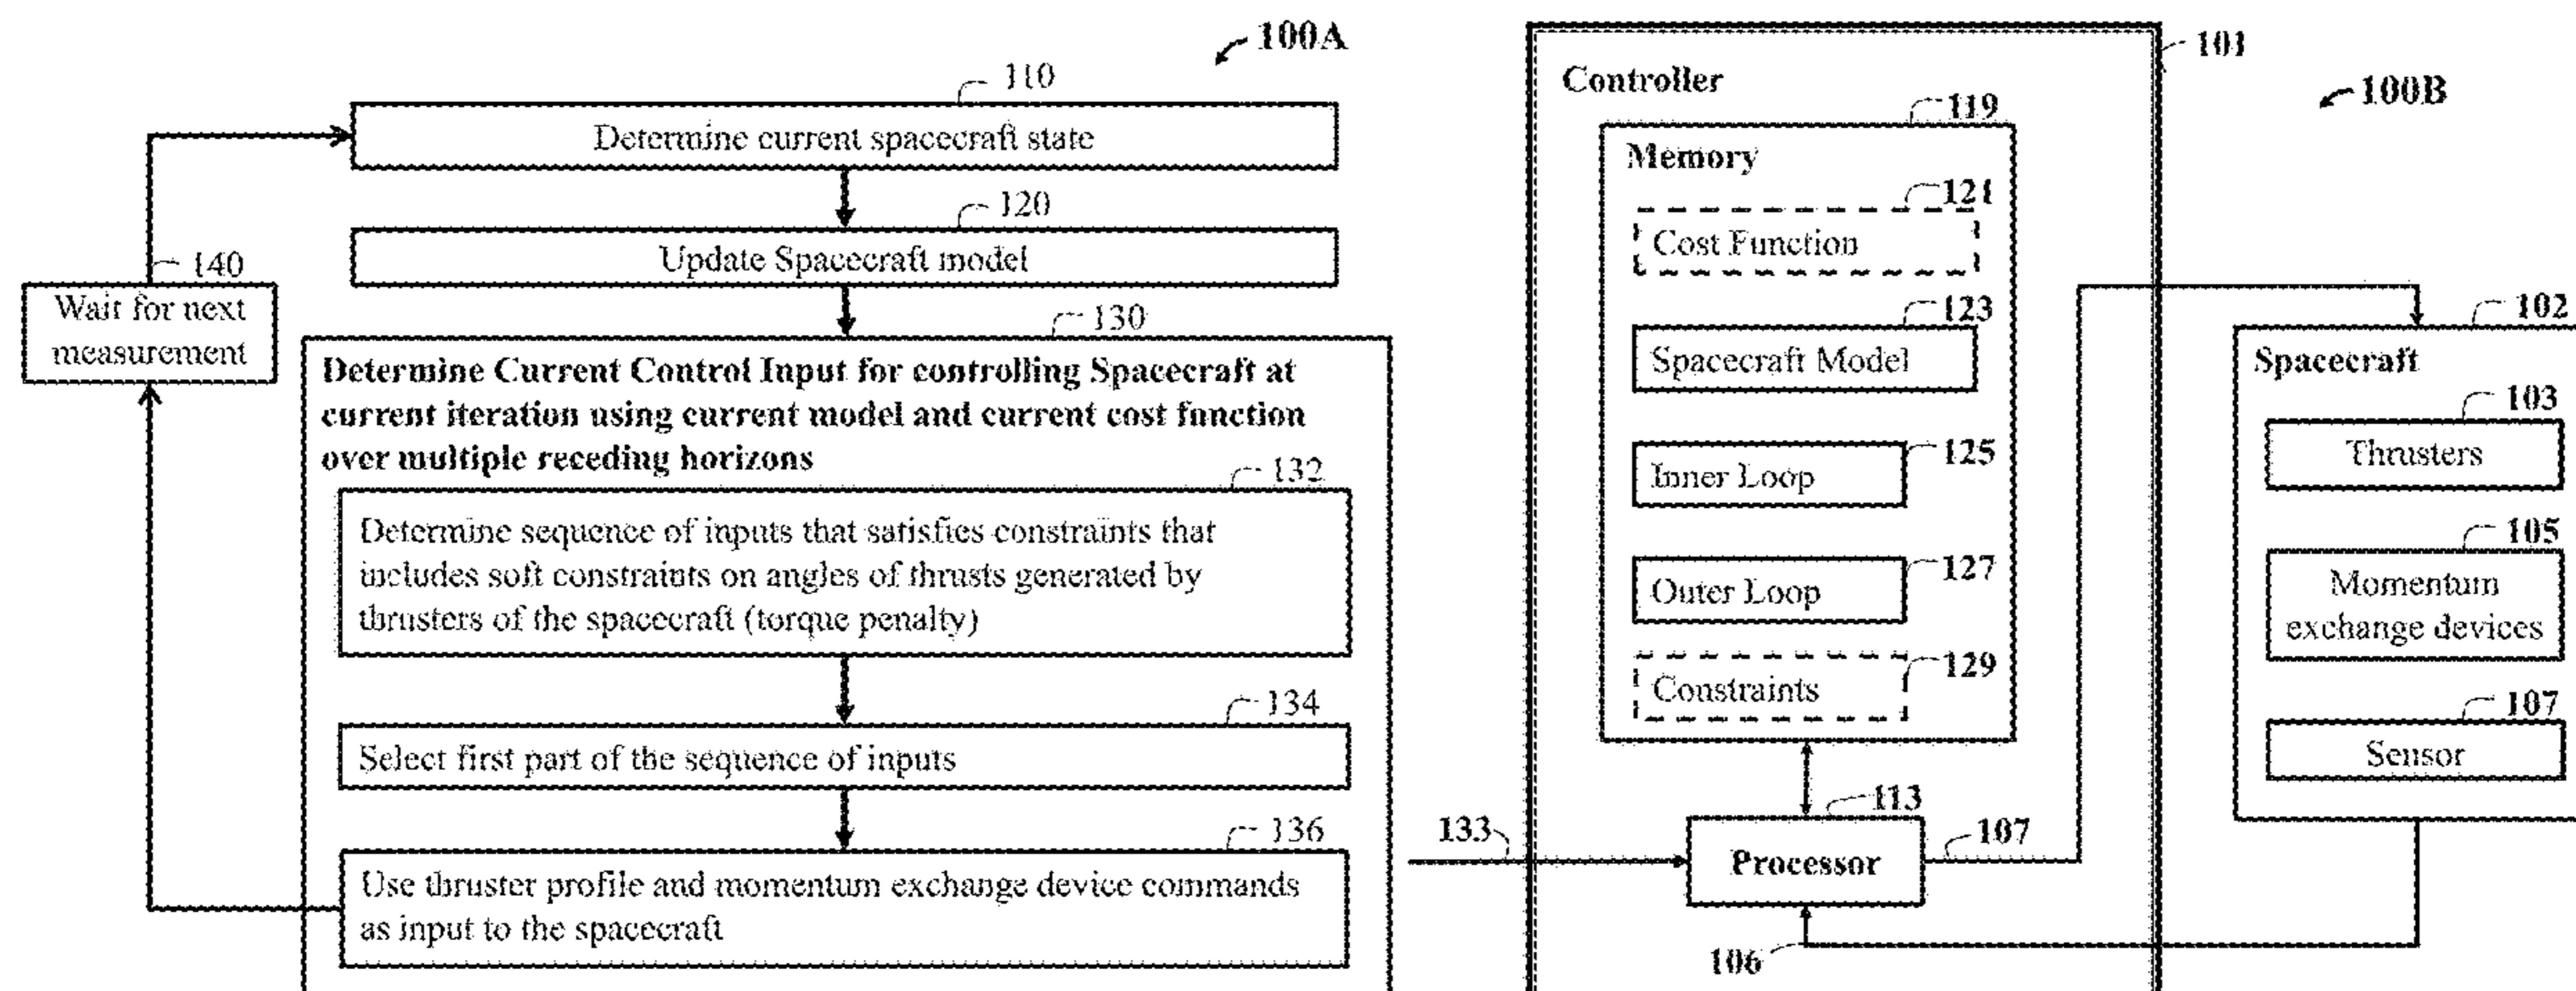 100A
110
Determine current spacecraft state
120
Update Spacecraft model
140
Wait for next
measurement
130
Determine Current Control Input for controlling Spacecraft at
current iteration using current model and current cost function
over multiple receding horizons
132
Determine sequence of inputs that satisfies constraints that
includes soft constraints on angles of thrusts generated by
thrusters of the spacecraft (torque penalty)
134
Select first part of the sequence of inputs
136
Use thruster profile and momentum exchange device commands
as input to the spacecraft
101
100B
Controller
119
Memory
121
Cost Function
123
Spacecraft Model
125
Inner Loop
127
Outer Loop
129
Constraints
113
133
Processor
107
106
102
Spacecraft
103
Thrusters
105
Momentum
exchange devices
107
Sensor